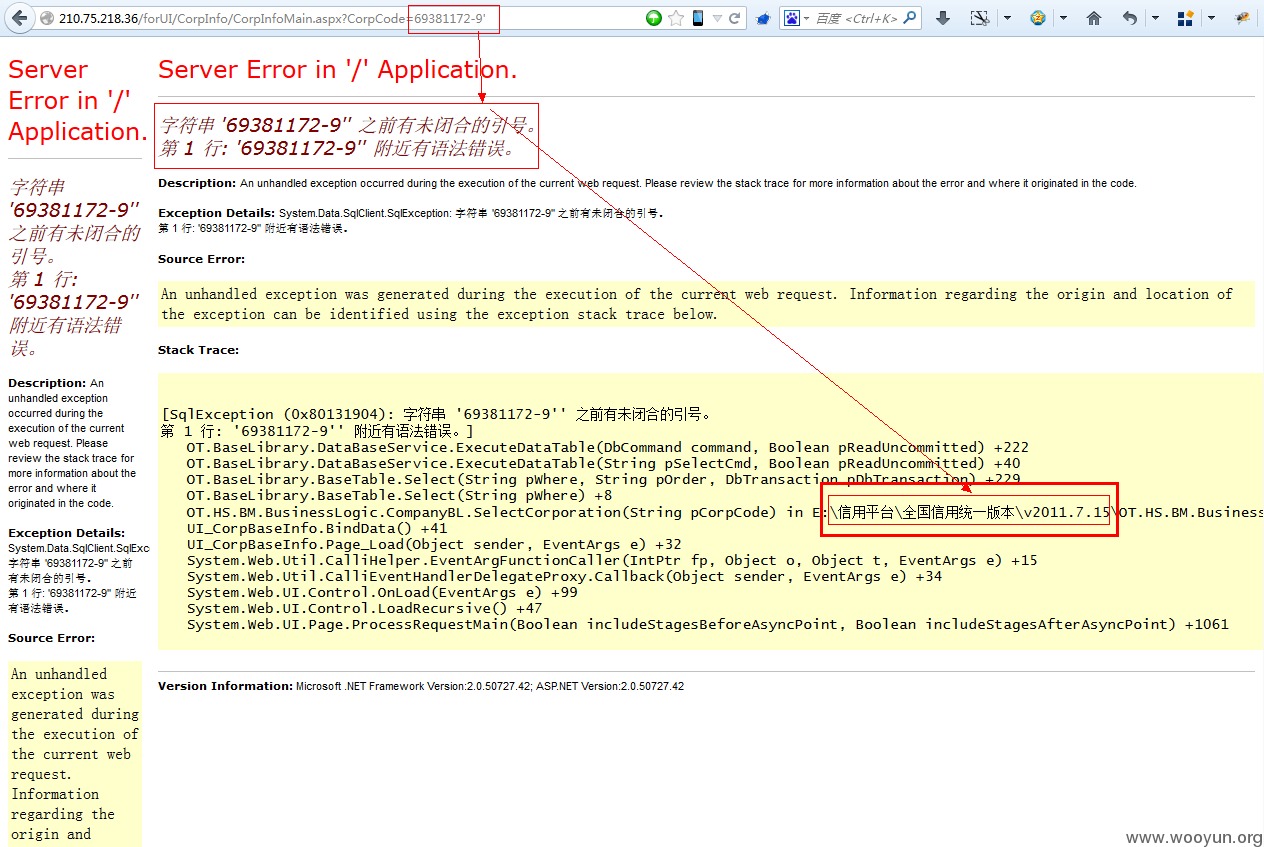 210.75.218.36/forUI/CorpInfo/CorpInfoMain.aspx?CorpCode=69381172-9'
百度 <Ctrl+K>
Server
Error in '/'
Application.
字符串
'69381172-9''
之前有未闭合的
引号。
第 1 行:
'69381172-9''
附近有语法错
误。
Description: An
unhandled
exception
occurred during the
execution of the
current web
request. Please
review the stack
trace for
more information
about the
error and where it
originated in the
code.
Exception Details:
System.Data.SqlClient.SqlExc
字符串 '69381172-9'' 之前
有未闭合的引号。
第 1 行: '69381172-9'' 附近
有语法错误。
Source Error:
An unhandled
exception was
generated during
the execution of
the current web
request.
Information
regarding the
origin and
Server Error in '/' Application.
字符串 '69381172-9'' 之前有未闭合的引号。
第 1 行: '69381172-9'' 附近有语法错误。
Description: An unhandled exception occurred during the execution of the current web request. Please review the stack trace for more information about the error and where it originated in the code.
Exception Details: System.Data.SqlClient.SqlException: 字符串 '69381172-9'' 之前有未闭合的引号。
第 1 行: '69381172-9'' 附近有语法错误。
Source Error:
An unhandled exception was generated during the execution of the current web request. Information regarding the origin and location of
the exception can be identified using the exception stack trace below.
Stack Trace:
[SqlException (0x80131904): 字符串 '69381172-9'' 之前有未闭合的引号。
第 1 行: '69381172-9'' 附近有语法错误。]
OT.BaseLibrary.DataBaseService.ExecuteDataTable(DbCommand command, Boolean pReadUncommitted) +222
OT.BaseLibrary.DataBaseService.ExecuteDataTable(String pSelectCmd, Boolean pReadUncommitted) +40
OT.BaseLibrary.BaseTable.Select(String pWhere, String pOrder, DbTransaction pDbTransaction) +229
OT.BaseLibrary.BaseTable.Select(String pWhere) +8
OT.HS.BM.BusinessLogic.CompanyBL.SelectCorporation(String pCorpCode) in E:\信用平台\全国信用统一版本\v2011.7.15\OT.HS.BM.Business
UI_CorpBaseInfo.BindData() +41
UI_CorpBaseInfo.Page_Load(Object sender, EventArgs e) +32
System.Web.Util.CalliHelper.EventArgFunctionCaller(IntPtr fp, Object o, Object t, EventArgs e) +15
System.Web.Util.CalliEventHandlerDelegateProxy.Callback(Object sender, EventArgs e) +34
System.Web.UI.Control.OnLoad(EventArgs e) +99
System.Web.UI.Control.LoadRecursive() +47
System.Web.UI.Page.ProcessRequestMain(Boolean includeStagesBeforeAsyncPoint, Boolean includeStagesAfterAsyncPoint) +1061
Version Information: Microsoft .NET Framework Version:2.0.50727.42; ASP.NET Version:2.0.50727.42
www.wooyun.org